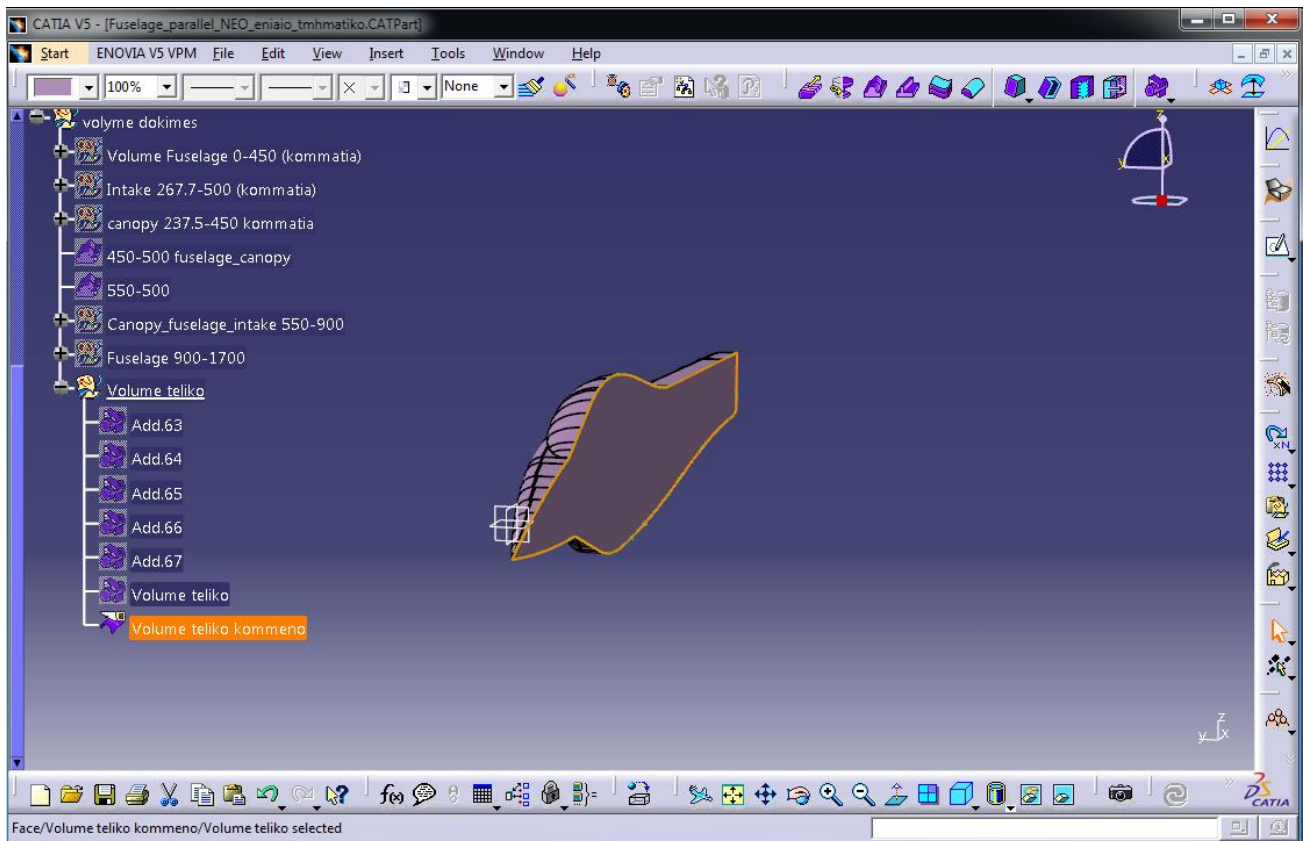 CATIA V5 - [Fuselage_parallel_NEO_eniaio_tmhmatiko.CATPart]
Start ENOVIA V5 VPM File Edit View Insert Tools Window Help
100% None
volyme dokimes
Volume Fuselage 0-450 (kommatia)
Intake 267.7-500 (kommatia)
canopy 237.5-450 kommatia
450-500 fuselage_canopy
550-500
Canopy_fuselage_intake 550-900
Fuselage 900-1700
Volume teliko
Add.63
Add.64
Add.65
Add.66
Add.67
Volume teliko
Volume teliko kommeno
z
y x
xN
z
y x
f(x)
CATIA
Face/Volume teliko kommeno/Volume teliko selected